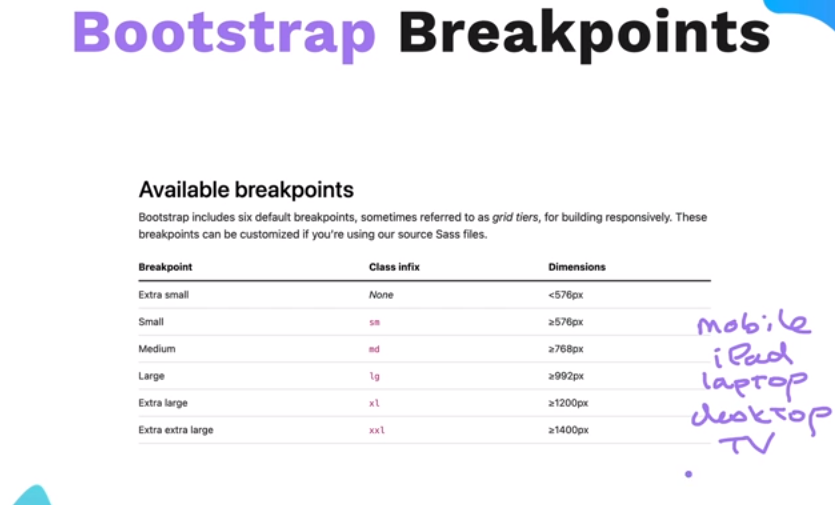 Bootstrap Breakpoints
Available breakpoints
Bootstrap includes six default breakpoints, sometimes referred to as grid tiers, for building responsively. These
breakpoints can be customized if you're using our source Sass files.
Breakpoint Class infix Dimensions
Extra small None <576px
Small sm ≥576px
Medium md ≥768px
Large lg ≥992px
Extra large xl ≥1200px
Extra extra large xxl ≥1400px
mobile
iPad
laptop
desktop
TV